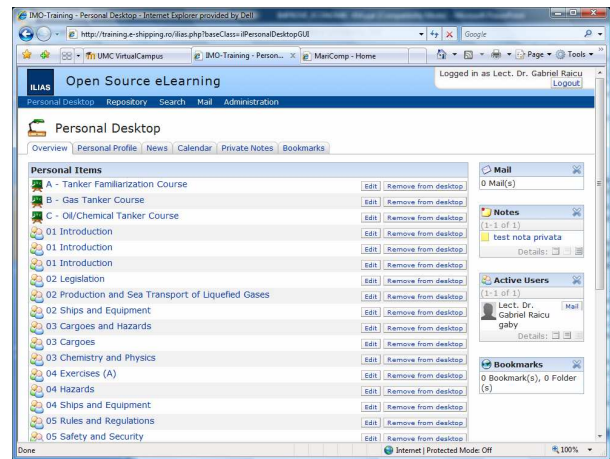 IMO-Training - Personal Desktop - Internet Explorer provided by Dell
http://training.e-shipping.ro/ilias.php?baseClass=ilPersonalDesktopGUI
Google
UMC VirtualCampus
IMO-Training - Person...
MariComp - Home
Page
Tools
ILIAS
Open Source eLearning
Logged in as Lect. Dr. Gabriel Raicu
Logout
Personal Desktop Repository Search Mail Administration
Personal Desktop
Overview Personal Profile News Calendar Private Notes Bookmarks
Personal Items
A - Tanker Familiarization Course Edit Remove from desktop
B - Gas Tanker Course Edit Remove from desktop
C - Oil/Chemical Tanker Course Edit Remove from desktop
01 Introduction Edit Remove from desktop
01 Introduction Edit Remove from desktop
01 Introduction Edit Remove from desktop
02 Legislation Edit Remove from desktop
02 Production and Sea Transport of Liquefied Gases Edit Remove from desktop
02 Ships and Equipment Edit Remove from desktop
03 Cargoes and Hazards Edit Remove from desktop
03 Cargoes Edit Remove from desktop
03 Chemistry and Physics Edit Remove from desktop
04 Exercises (A) Edit Remove from desktop
04 Hazards Edit Remove from desktop
04 Ships and Equipment Edit Remove from desktop
05 Rules and Regulations Edit Remove from desktop
05 Safety and Security Edit Remove from desktop
Mail
0 Mail(s)
Notes
(1-1 of 1)
test nota privata
Details:
Active Users
(1-1 of 1)
Lect. Dr. Mail
Gabriel Raicu
gaby
Details:
Bookmarks
0 Bookmark(s), 0 Folder
(s)
Done
Internet | Protected Mode: Off
100%